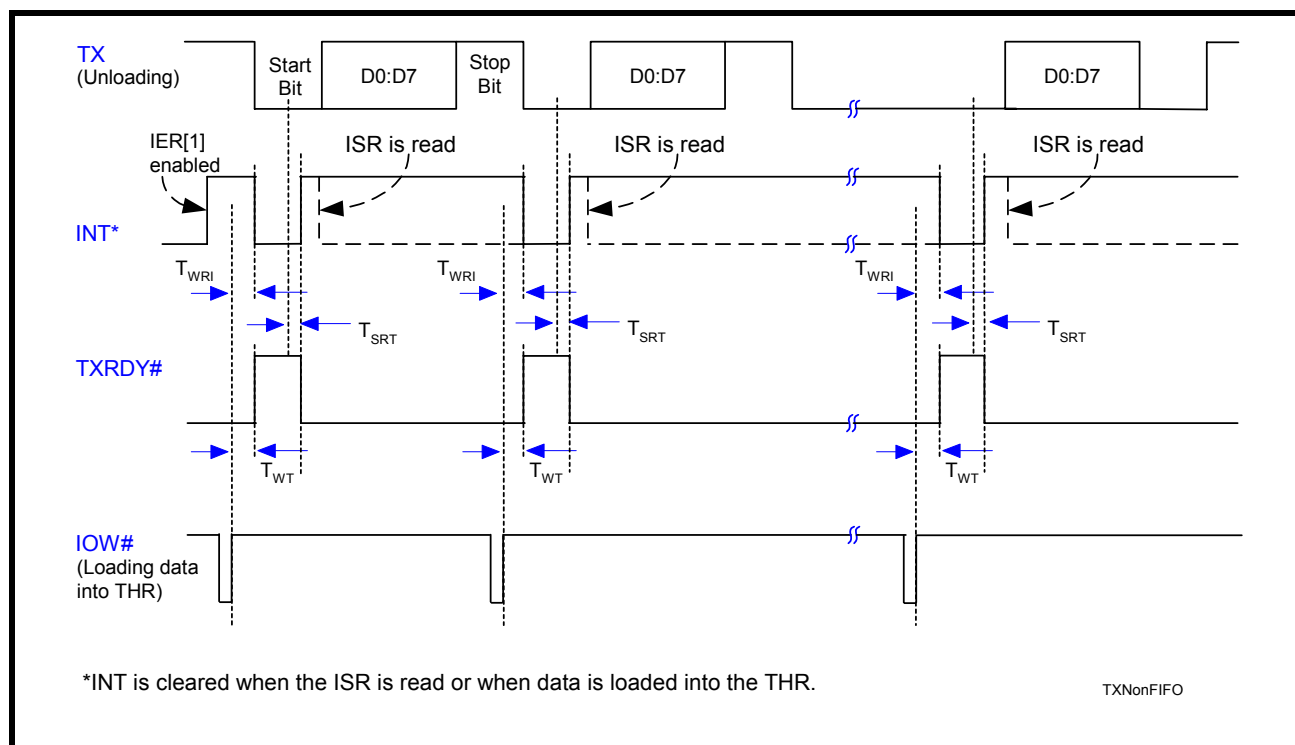 TX
(Unloading)
Start
Bit
D0:D7
Stop
Bit
D0:D7
D0:D7
IER[1]
enabled
ISR is read
ISR is read
ISR is read
INT*
TWRI
TWRI
TWRI
TSRT
TSRT
TSRT
TXRDY#
TWT
TWT
TWT
IOW#
(Loading data
into THR)
*INT is cleared when the ISR is read or when data is loaded into the THR.
TXNonFIFO